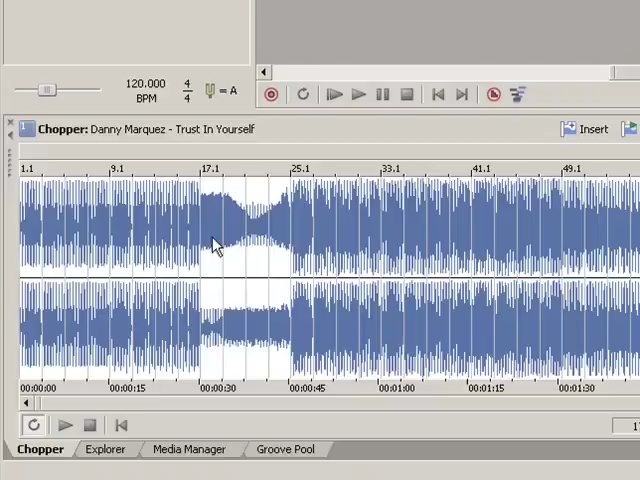 120.000
BPM
4
4
= A
1 Chopper: Danny Marquez - Trust In Yourself
Insert
1.1 9.1 17.1 25.1 33.1 41.1 49.1
00:00:00 00:00:15 00:00:30 00:00:45 00:01:00 00:01:15 00:01:30
Chopper Explorer Media Manager Groove Pool